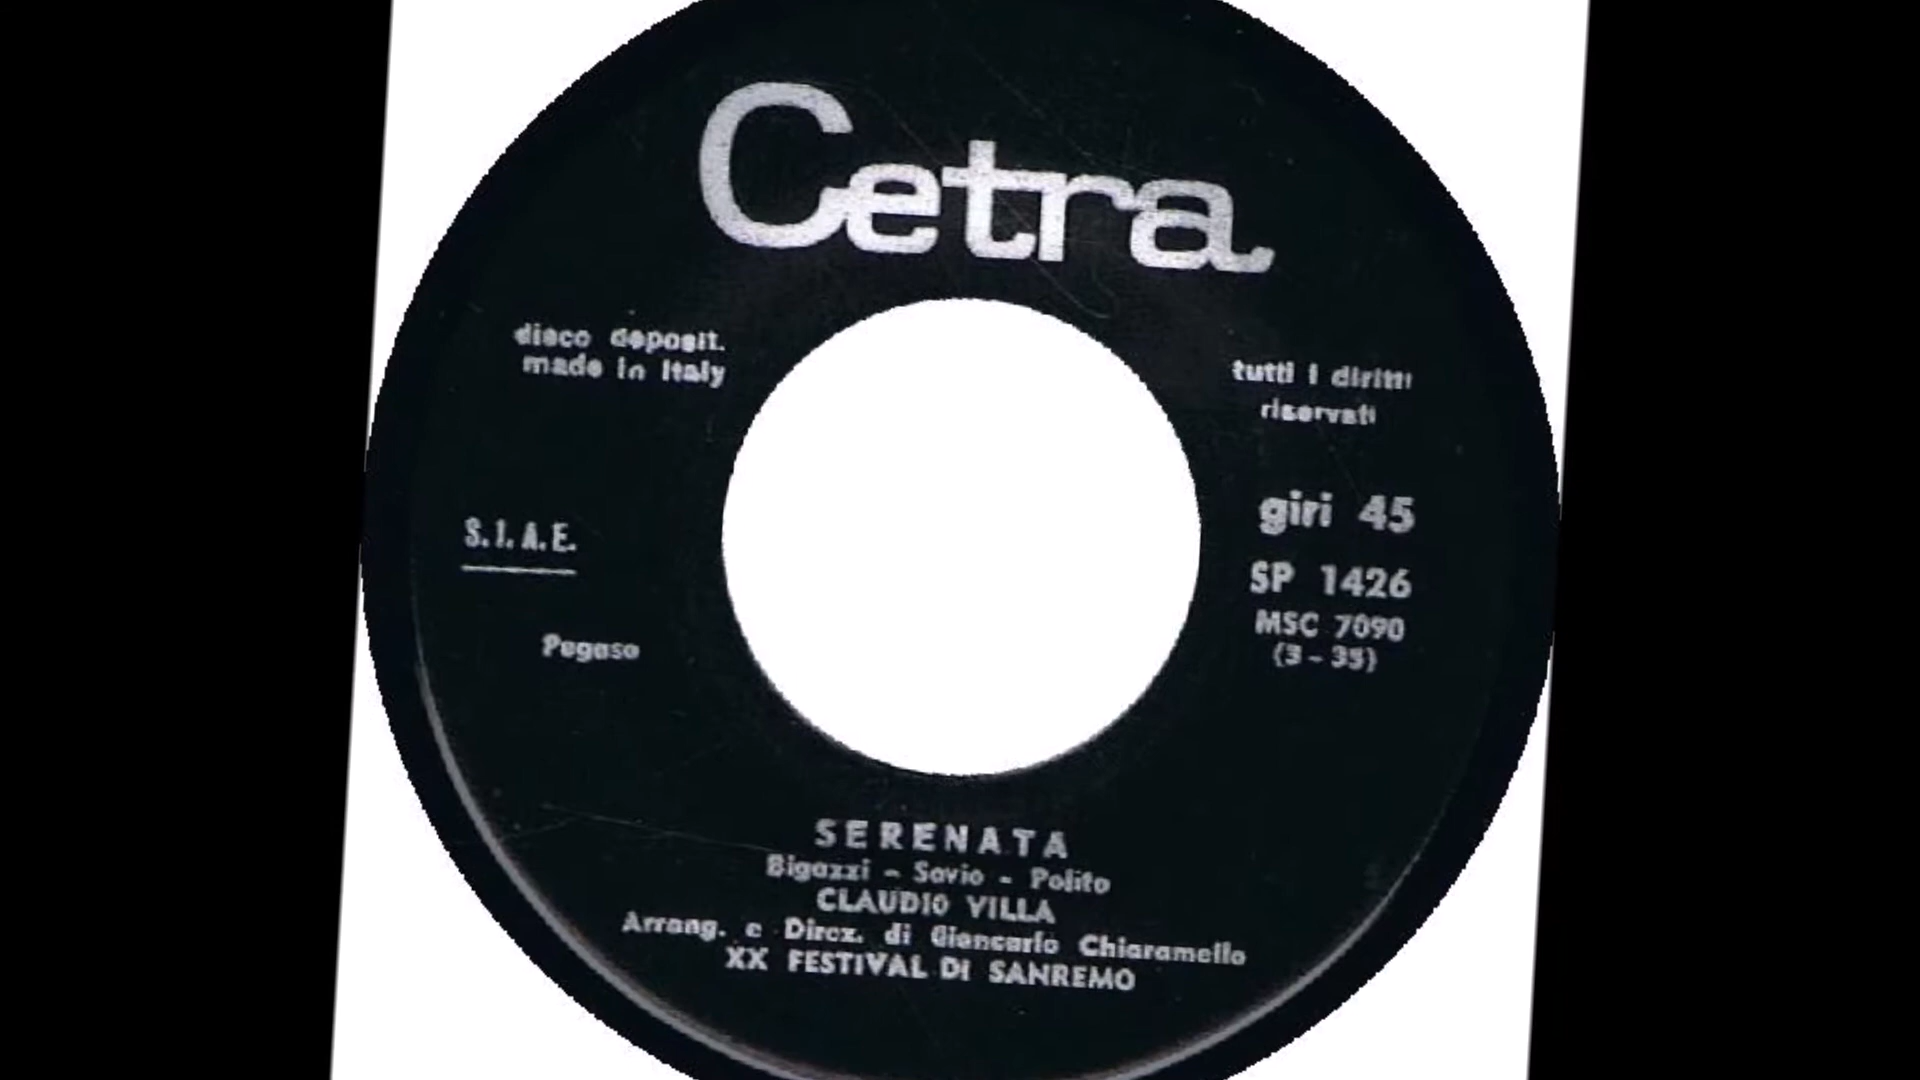 Cetra
disco deposit.
made in Italy
tutti i diritti
riservati
giri 45
S.I.A.E.
SP 1426
MSC 7090
(3 - 35)
Pegaso
SERENATA
Bigazzi - Savio - Polito
CLAUDIO VILLA
Arrang. e Direz. di Giancarlo Chiaramello
XX FESTIVAL DI SANREMO